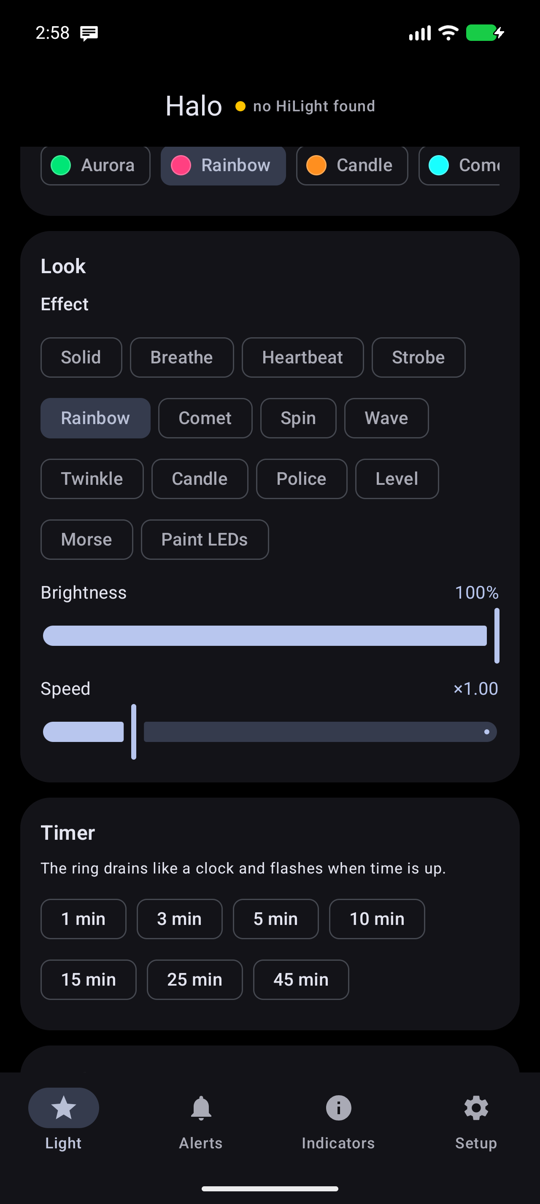 2:58
Halo no HiLight found
Aurora Rainbow Candle
Look
Effect
Solid Breathe Heartbeat Strobe
Rainbow Comet Spin Wave
Twinkle Candle Police Level
Morse Paint LEDs
Brightness 100%
Speed ×1.00
Timer
The ring drains like a clock and flashes when time is up.
1 min 3 min 5 min 10 min
15 min 25 min 45 min
Light Alerts Indicators Setup